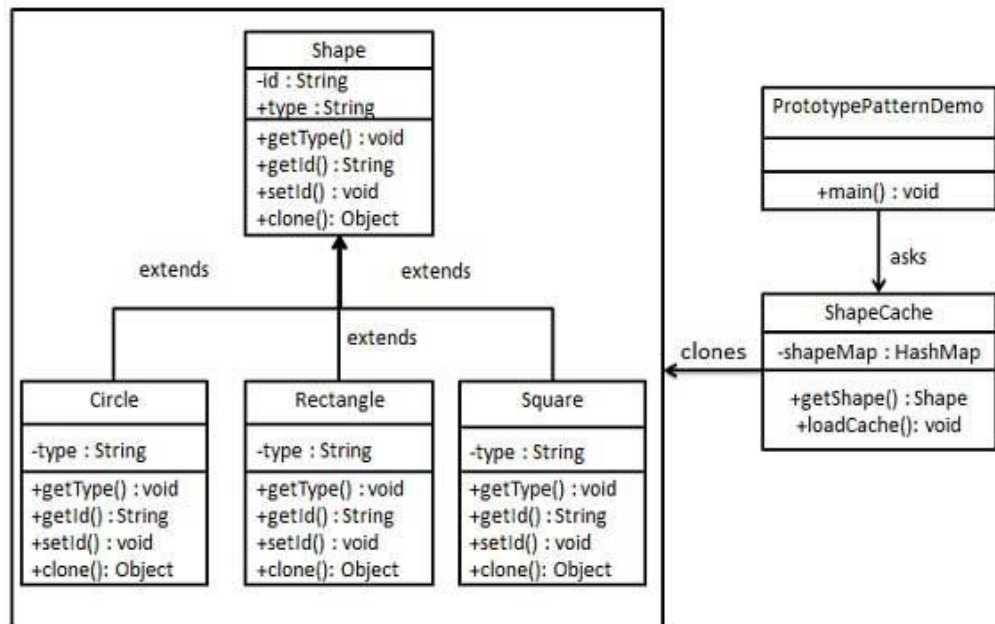 Shape
-id : String
+type : String
+getType() : void
+getId() : String
+setId() : void
+clone(): Object
extends
extends
extends
Circle
-type : String
+getType() : void
+getId() : String
+setId() : void
+clone(): Object
Rectangle
-type : String
+getType() : void
+getId() : String
+setId() : void
+clone(): Object
Square
-type : String
+getType() : void
+getId() : String
+setId() : void
+clone(): Object
PrototypePatternDemo
+main() : void
asks
ShapeCache
-shapeMap : HashMap
+getShape() : Shape
+loadCache(): void
clones